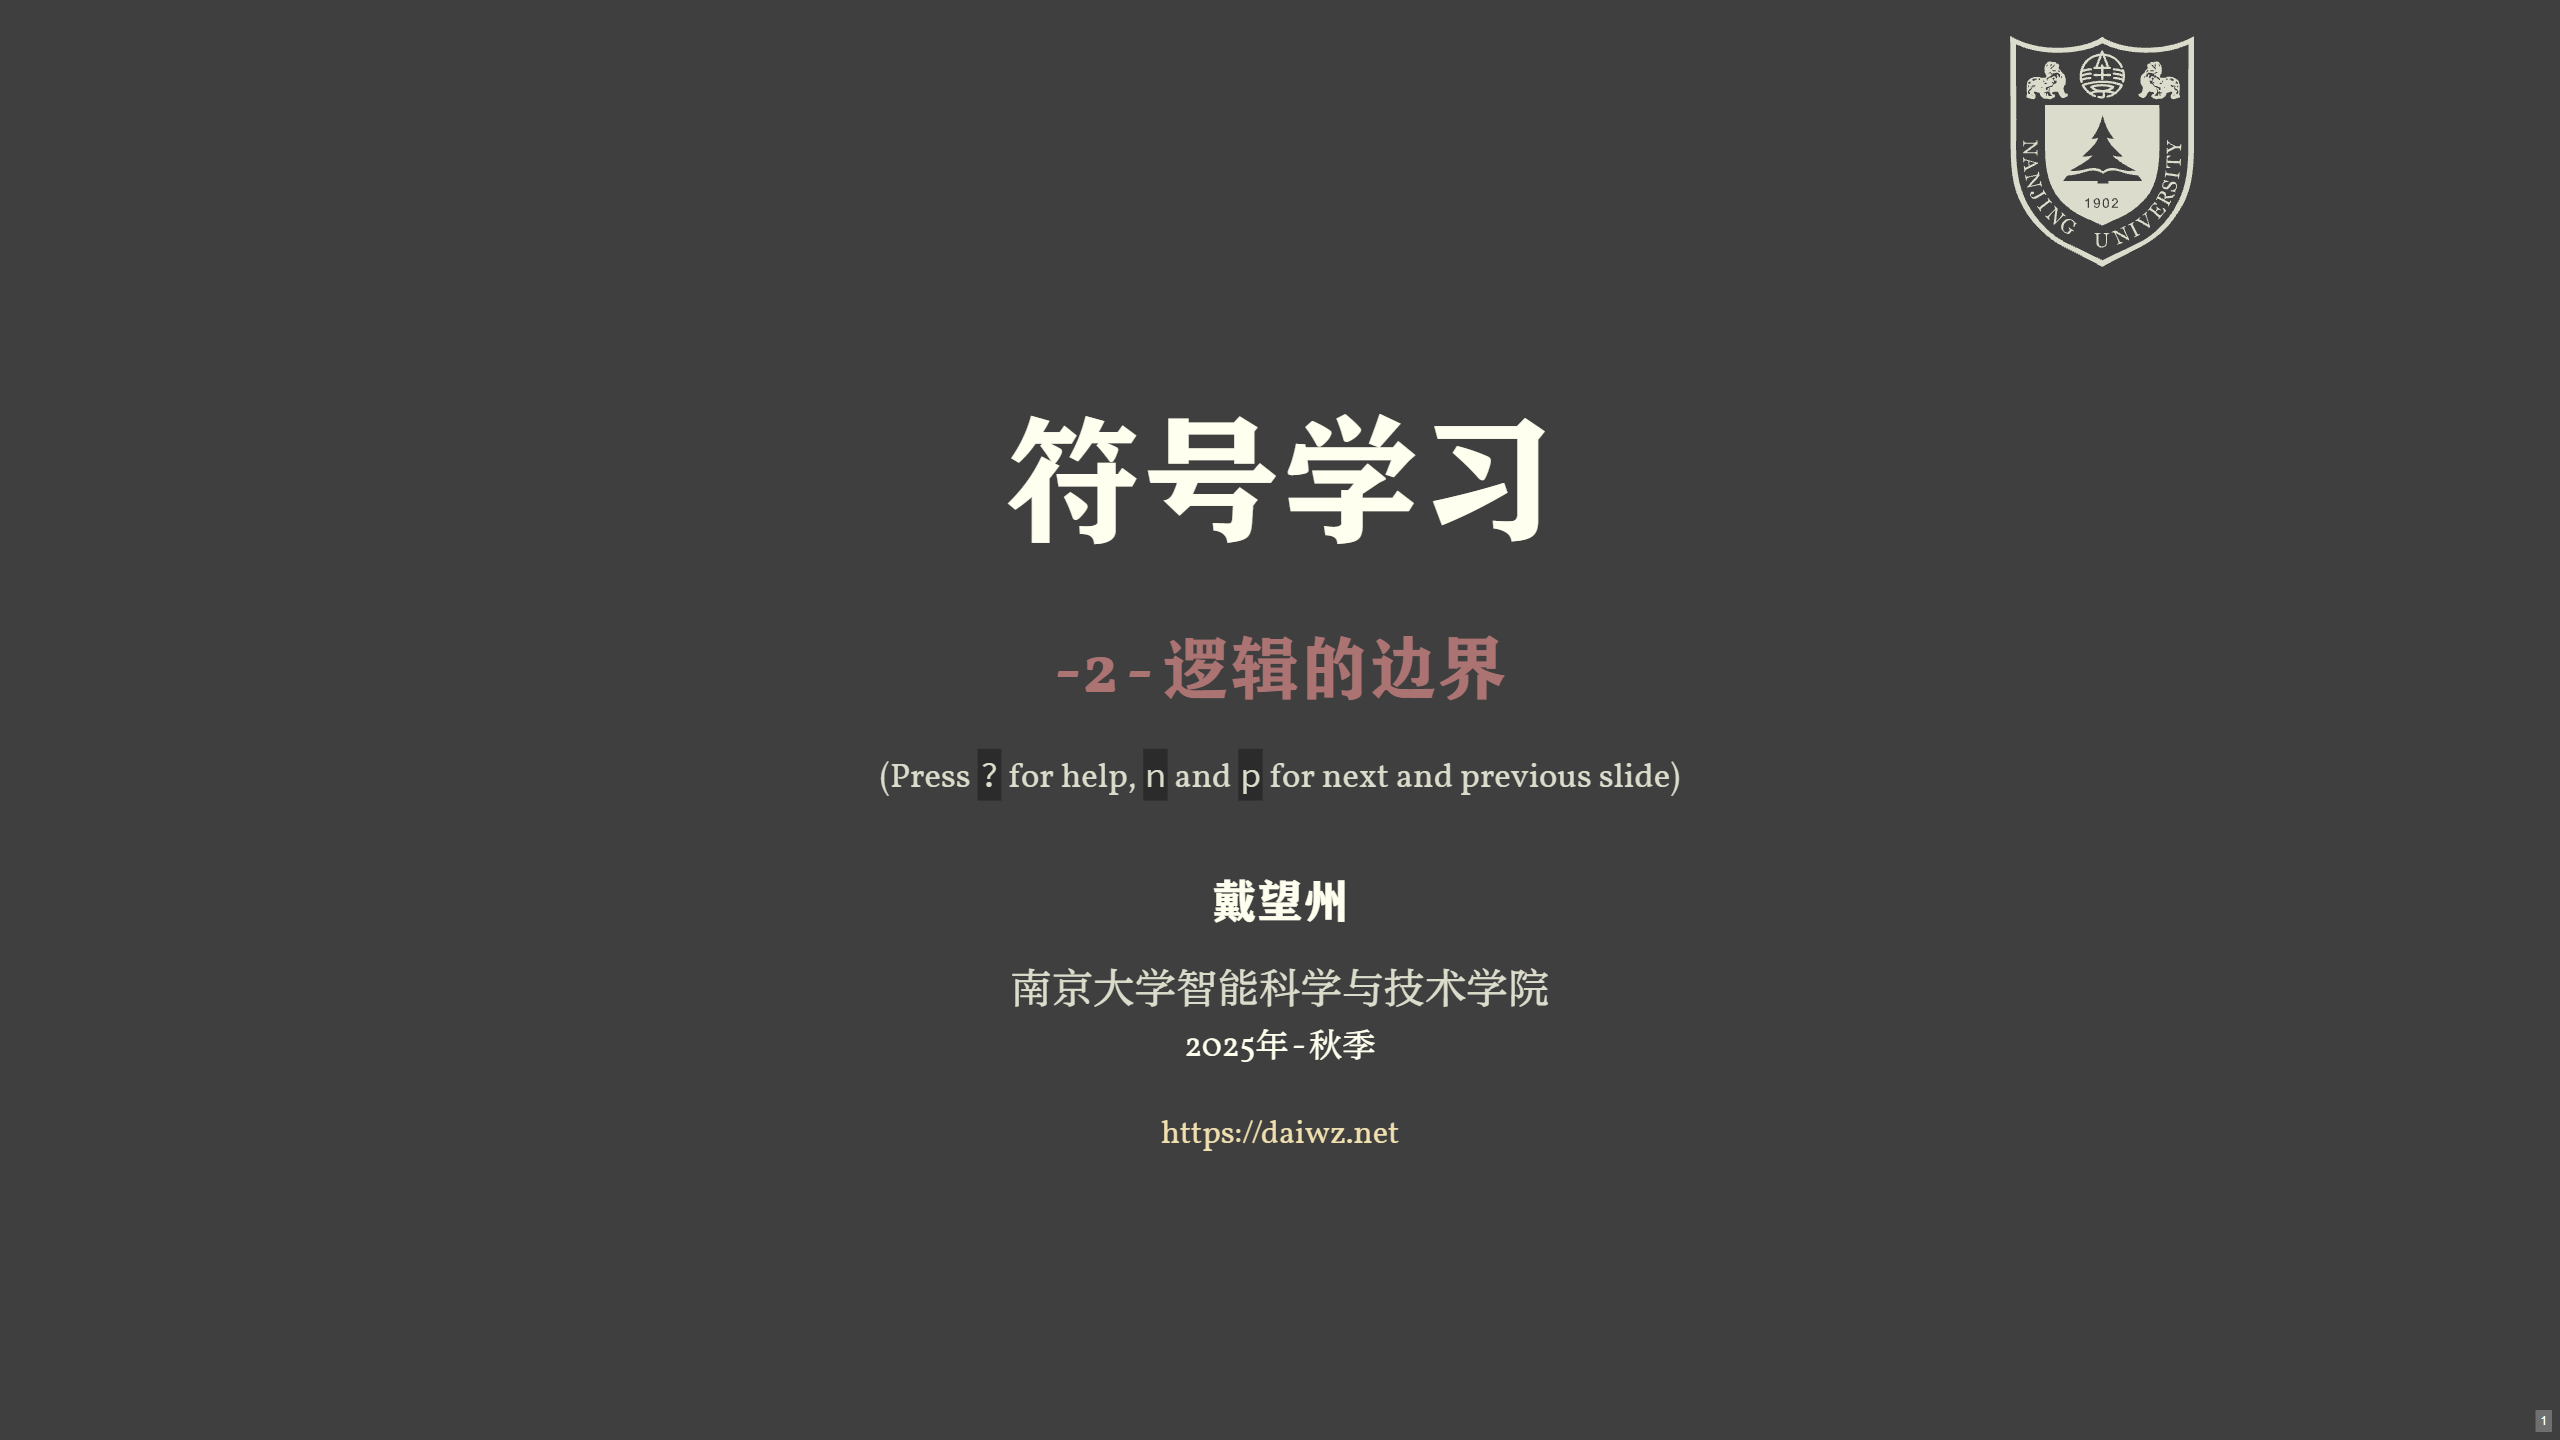 NANJING UNIVERSITY
1902
符号学习
-2-逻辑的边界
(Press ? for help, n and p for next and previous slide)
戴望州
南京大学智能科学与技术学院
2025年-秋季
https://daiwz.net
1